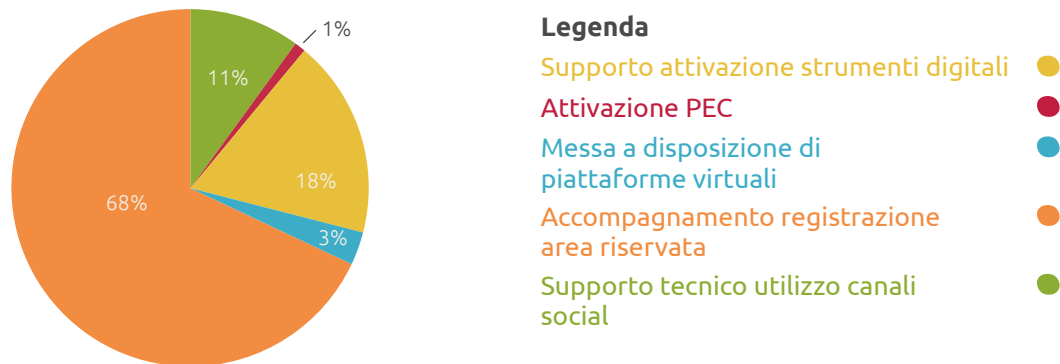 1%
11%
18%
68%
3%
Legenda
Supporto attivazione strumenti digitali
Attivazione PEC
Messa a disposizione di
piattaforme virtuali
Accompagnamento registrazione
area riservata
Supporto tecnico utilizzo canali
social